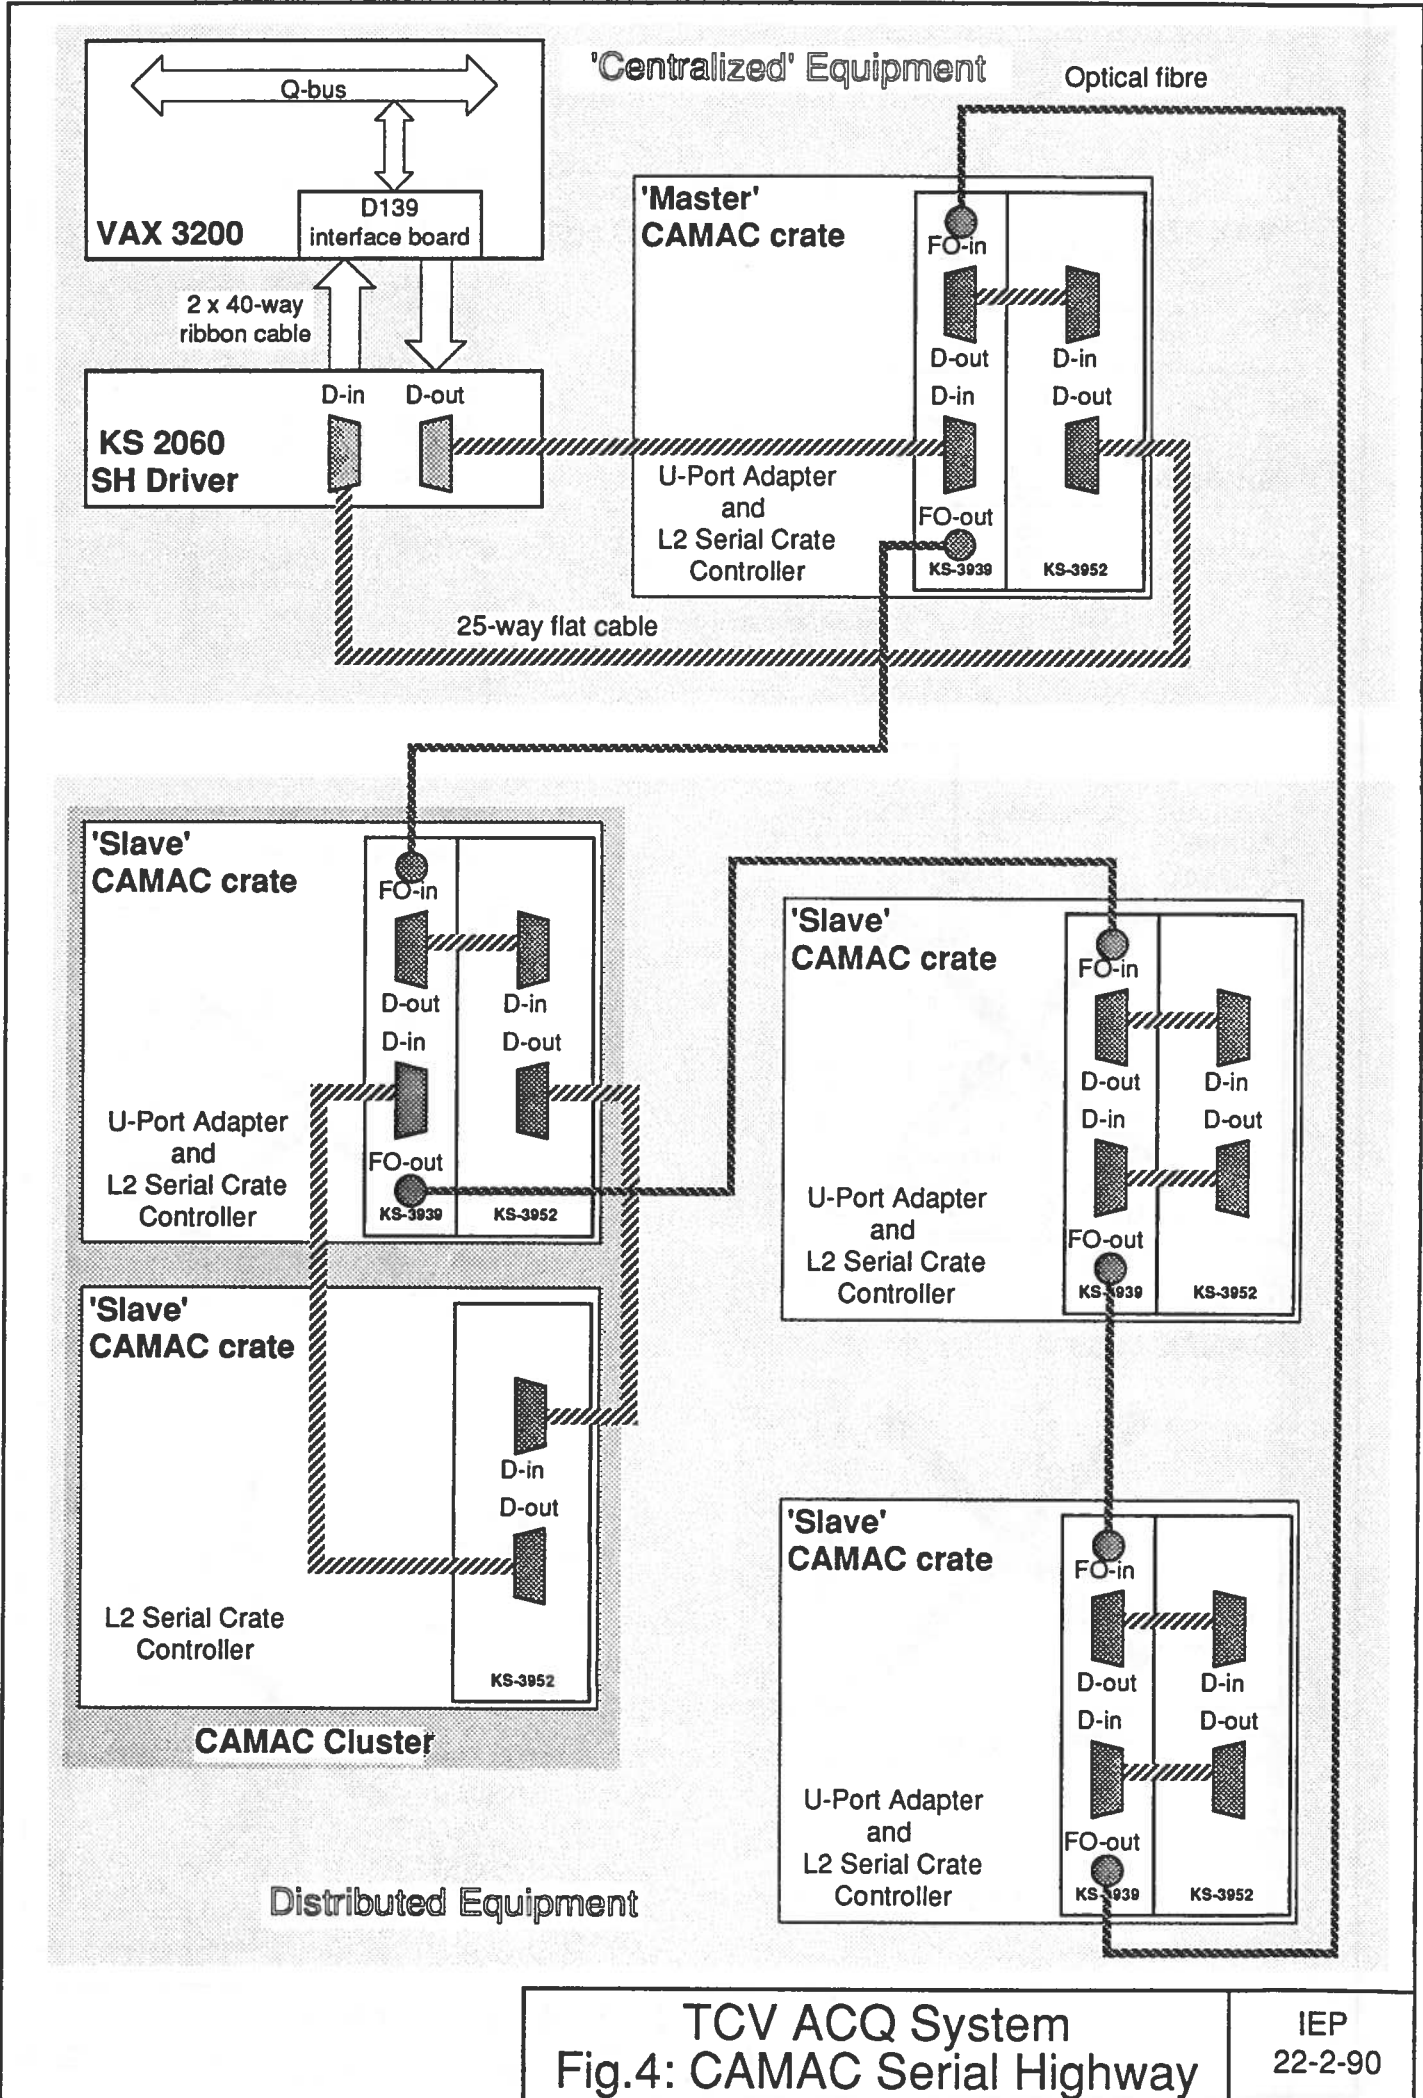 'Centralized' Equipment
Optical fibre
Q-bus
D139
interface board
VAX 3200
2 x 40-way
ribbon cable
D-in
D-out
KS 2060
SH Driver
'Master'
CAMAC crate
FO-in
D-out
D-in
D-in
D-out
U-Port Adapter
and
L2 Serial Crate
Controller
FO-out
KS-3939
KS-3952
25-way flat cable
'Slave'
CAMAC crate
FO-in
D-out
D-in
D-in
D-out
U-Port Adapter
and
L2 Serial Crate
Controller
FO-out
KS-3939
KS-3952
'Slave'
CAMAC crate
D-in
D-out
L2 Serial Crate
Controller
KS-3952
CAMAC Cluster
'Slave'
CAMAC crate
FO-in
D-out
D-in
D-in
D-out
U-Port Adapter
and
L2 Serial Crate
Controller
FO-out
KS-3939
KS-3952
'Slave'
CAMAC crate
FO-in
D-out
D-in
D-in
D-out
U-Port Adapter
and
L2 Serial Crate
Controller
FO-out
KS-3939
KS-3952
Distributed Equipment
TCV ACQ System
Fig.4: CAMAC Serial Highway
IEP
22-2-90